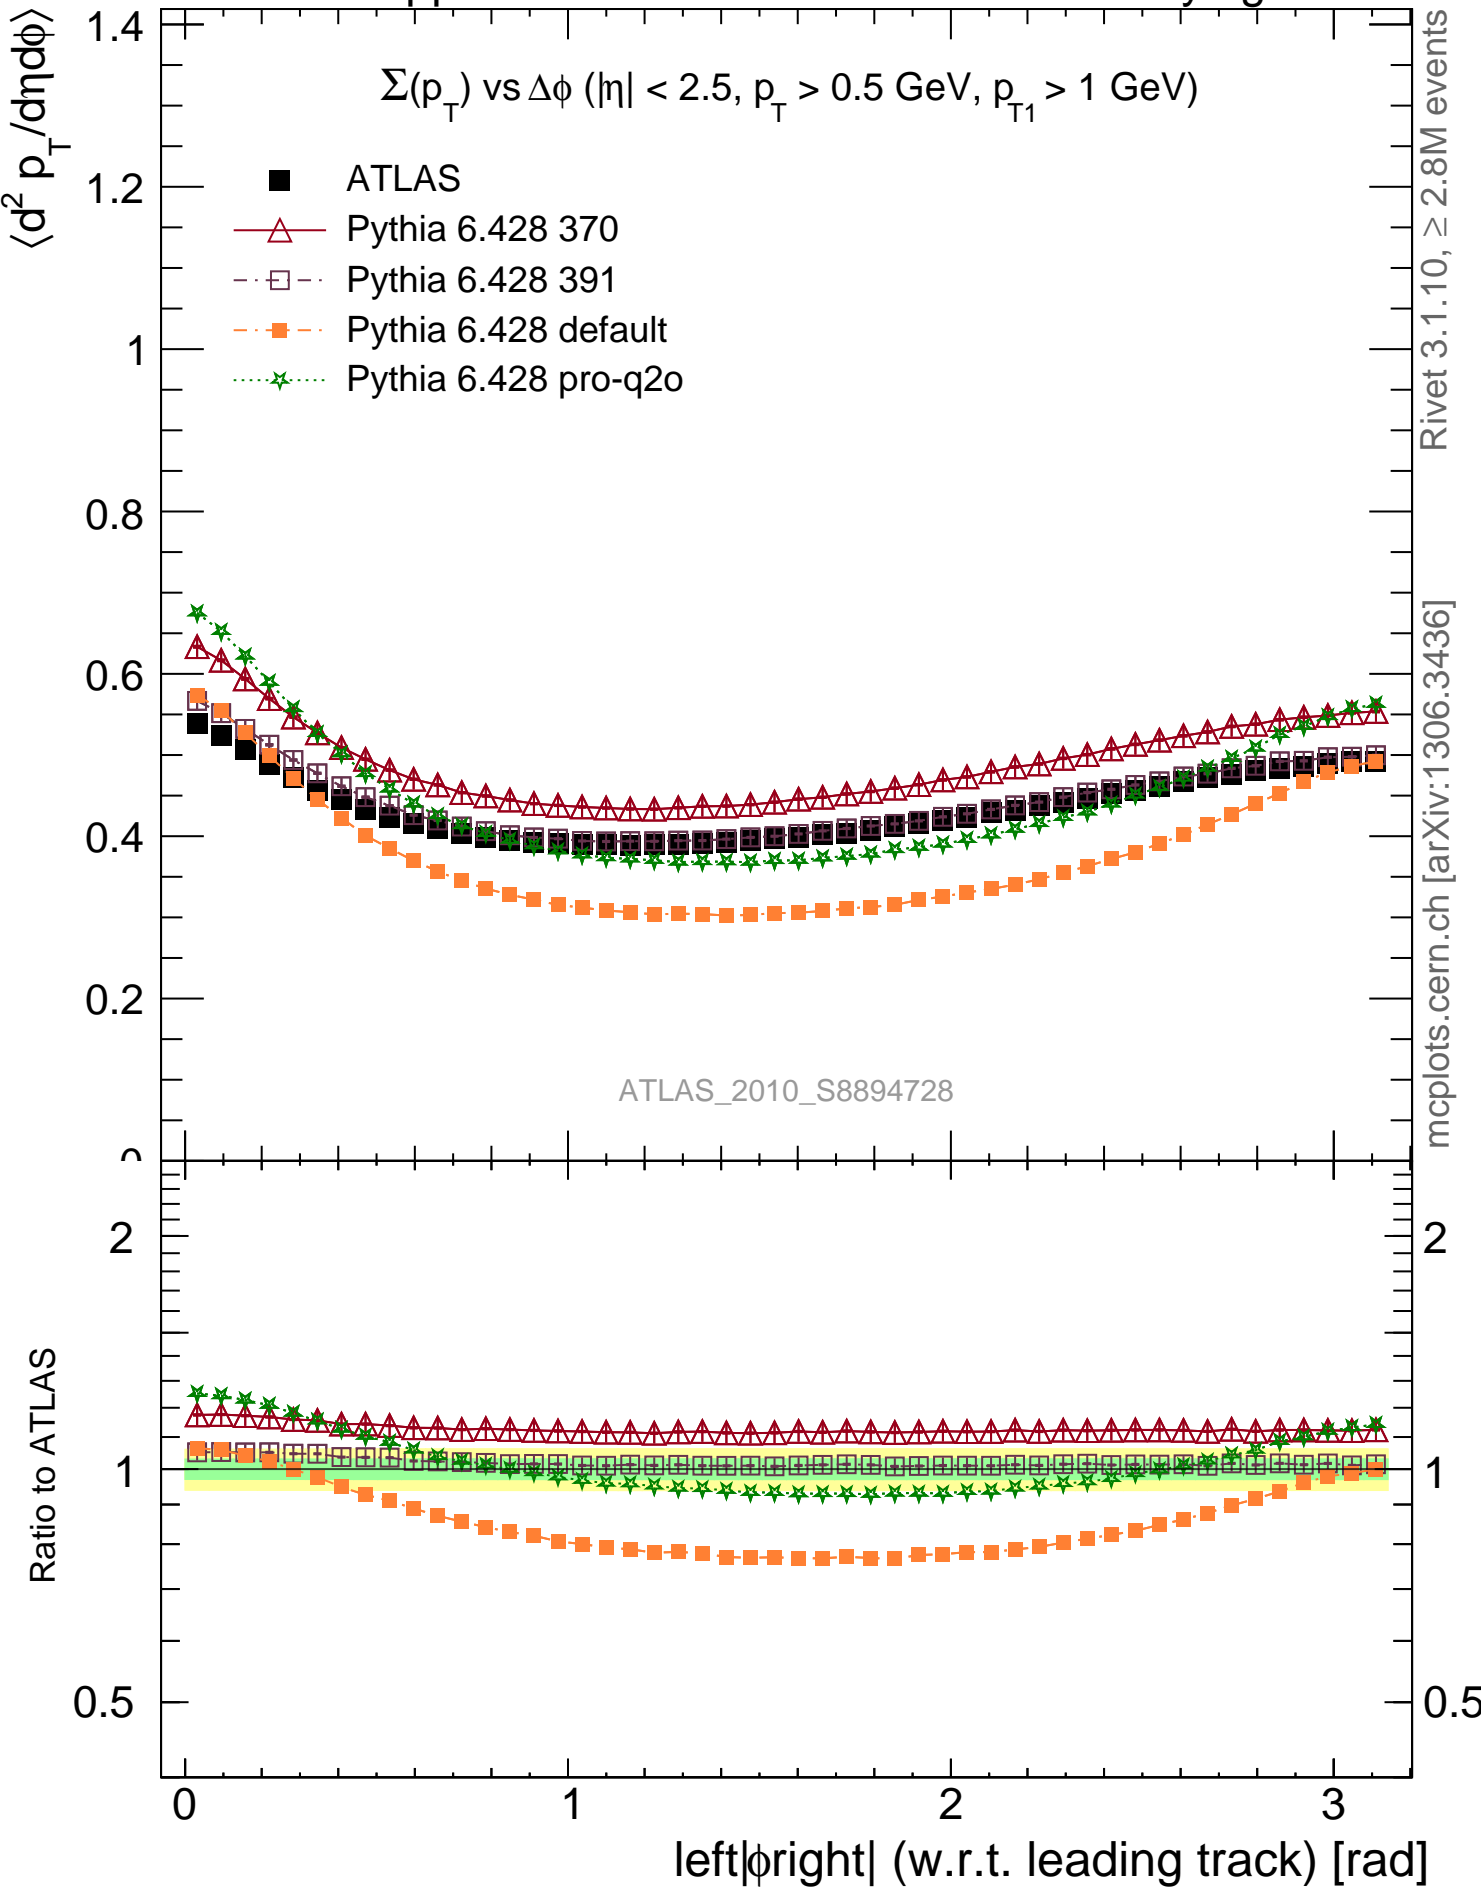 ⟨d² p_T/dηdϕ⟩
Σ(p_T) vs Δϕ (|η| < 2.5, p_T > 0.5 GeV, p_T1 > 1 GeV)
ATLAS
Pythia 6.428 370
Pythia 6.428 391
Pythia 6.428 default
Pythia 6.428 pro-q2o
1.4
1.2
1
0.8
0.6
0.4
0.2
0
ATLAS_2010_S8894728
Rivet 3.1.10, ≥ 2.8M events
mcplots.cern.ch [arXiv:1306.3436]
Ratio to ATLAS
2
1
0.5
2
1
0.5
0 1 2 3
left|ϕright| (w.r.t. leading track) [rad]